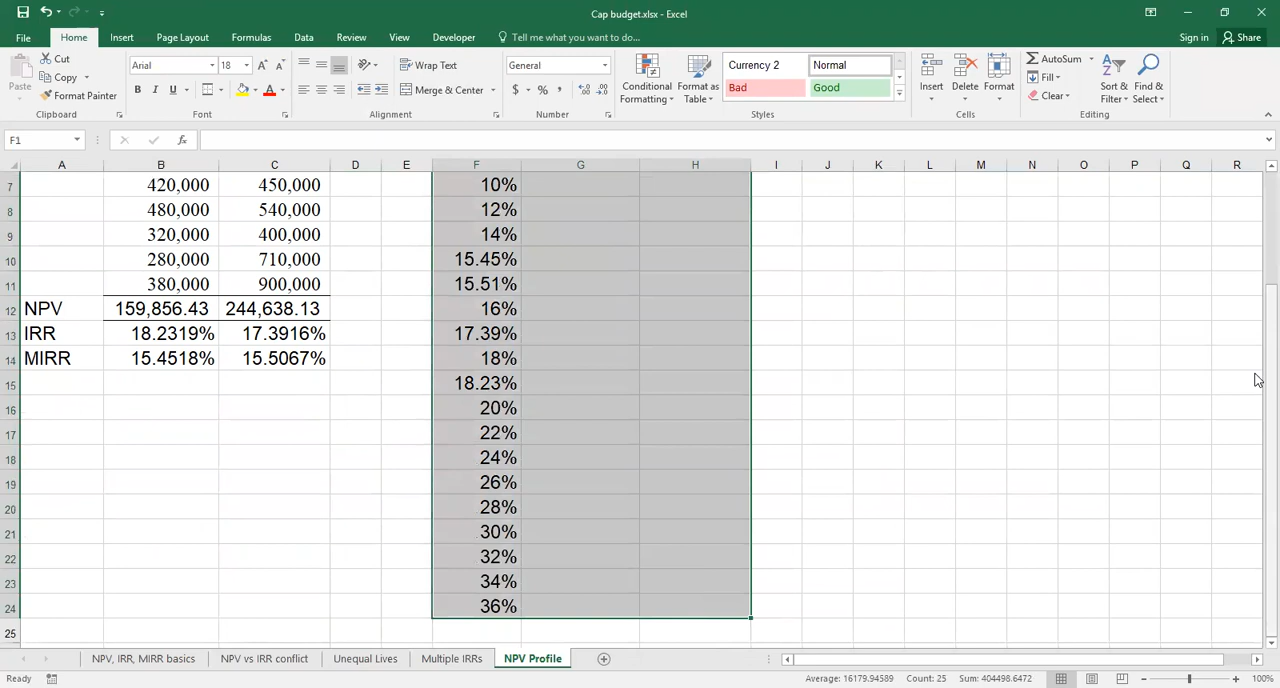 Cap budget.xlsx - Excel
File Home Insert Page Layout Formulas Data Review View Developer Tell me what you want to do... Sign in Share
Paste Cut Copy Format Painter Clipboard
Arial 18 A A B I U A Font
Wrap Text Merge & Center Alignment
General $ % , Number
Conditional Formatting Format as Table Currency 2 Normal Bad Good Styles
Insert Delete Format Cells
AutoSum Fill Clear Sort & Filter Find & Select Editing
F1 fx
A B C D E F G H I J K L M N O P Q R
7 420,000 450,000 10%
8 480,000 540,000 12%
9 320,000 400,000 14%
10 280,000 710,000 15.45%
11 380,000 900,000 15.51%
12 NPV 159,856.43 244,638.13 16%
13 IRR 18.2319% 17.3916% 17.39%
14 MIRR 15.4518% 15.5067% 18%
15 18.23%
16 20%
17 22%
18 24%
19 26%
20 28%
21 30%
22 32%
23 34%
24 36%
25
NPV, IRR, MIRR basics NPV vs IRR conflict Unequal Lives Multiple IRRs NPV Profile
Ready Average: 16179.94589 Count: 25 Sum: 404498.6472 100%